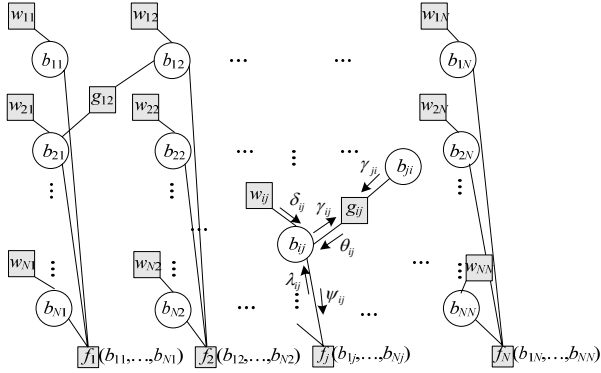 w11 w12 w1N
b11 b12 ... ... b1N
g12
w21 w22 w2N
b21 b22 ... ... b2N
γji bji
wij δij γij gij
bij θij
λij ψij
wN1 wN2 ... wNN
bN1 bN2 ... ... bNN
f1(b11,...,bN1) f2(b12,...,bN2) fj(b1j,...,bNj) fN(b1N,...,bNN)